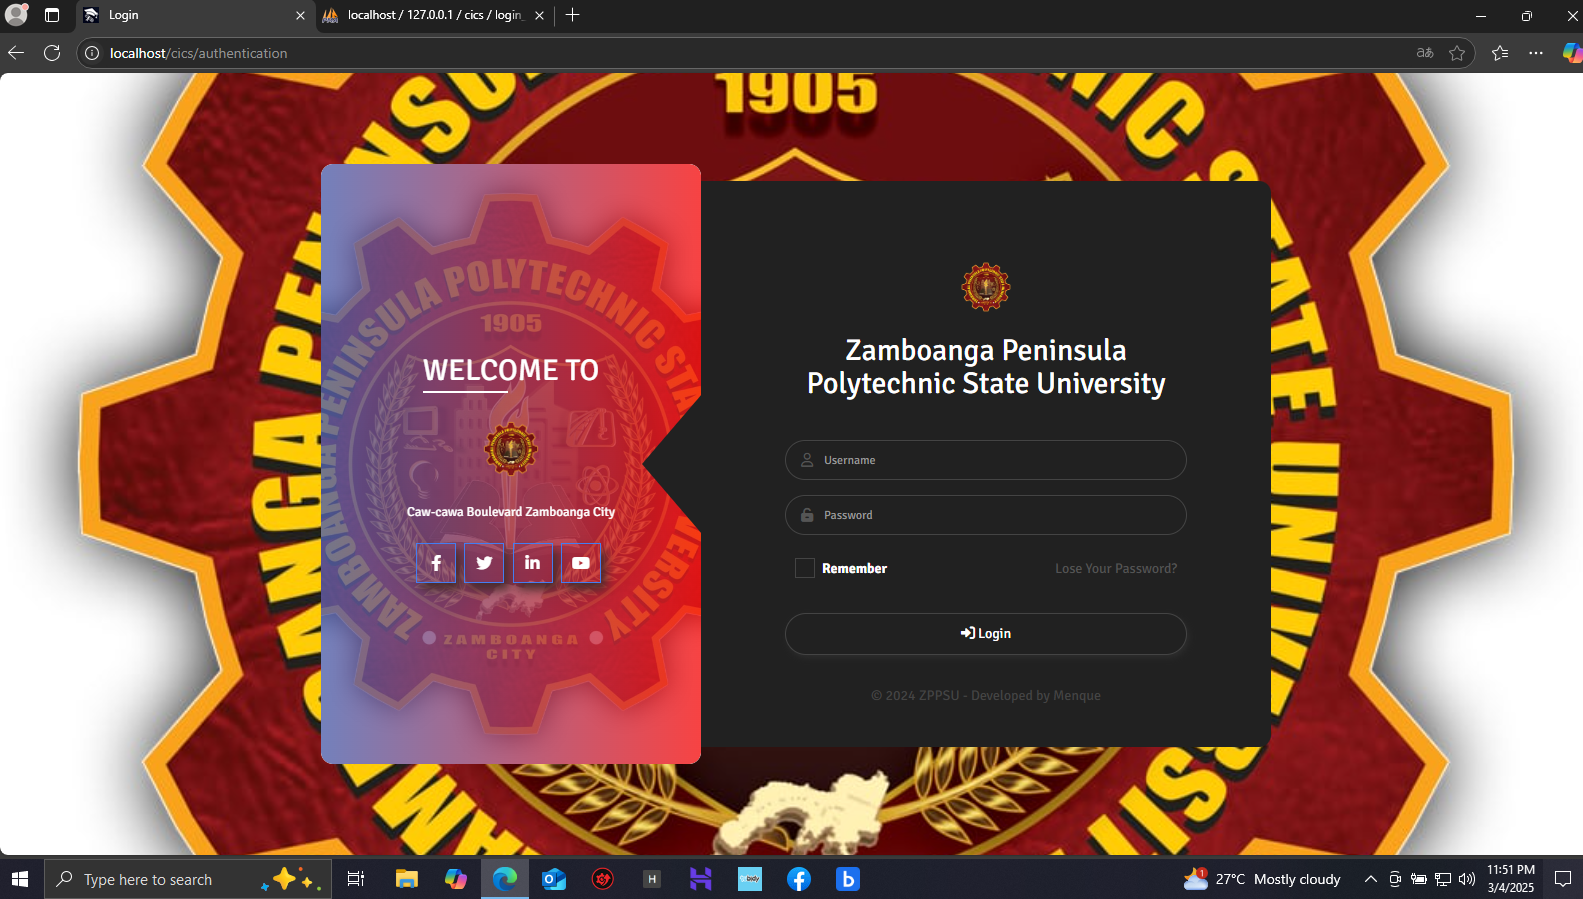 Login
localhost / 127.0.0.1 / cics / login_
localhost/cics/authentication
1905
ZAMBOANGA PENINSULA POLYTECHNIC STATE UNIVERSITY
1905
WELCOME TO
Caw-cawa Boulevard Zamboanga City
ZAMBOANGA
CITY
Zamboanga Peninsula
Polytechnic State University
Username
Password
Remember
Lose Your Password?
Login
© 2024 ZPPSU - Developed by Menque
Type here to search
H
1
27°C Mostly cloudy
11:51 PM
3/4/2025